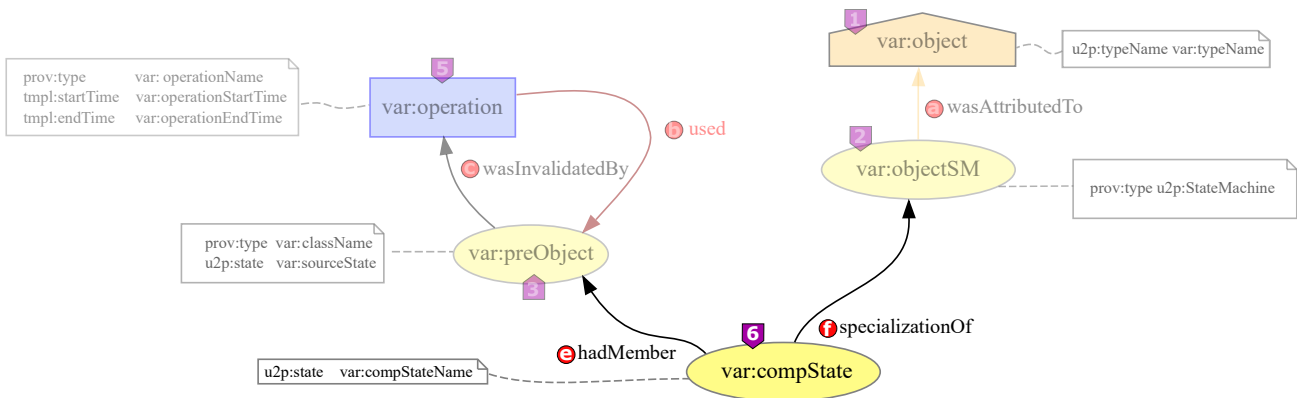 1
var:object
u2p:typeName var:typeName
prov:type var: operationName
tmpl:startTime var:operationStartTime
tmpl:endTime var:operationEndTime
5
var:operation
a wasAttributedTo
b used
2
var:objectSM
c wasInvalidatedBy
prov:type u2p:StateMachine
prov:type var:className
u2p:state var:sourceState
var:preObject
3
f specializationOf
6
e hadMember
u2p:state var:compStateName
var:compState